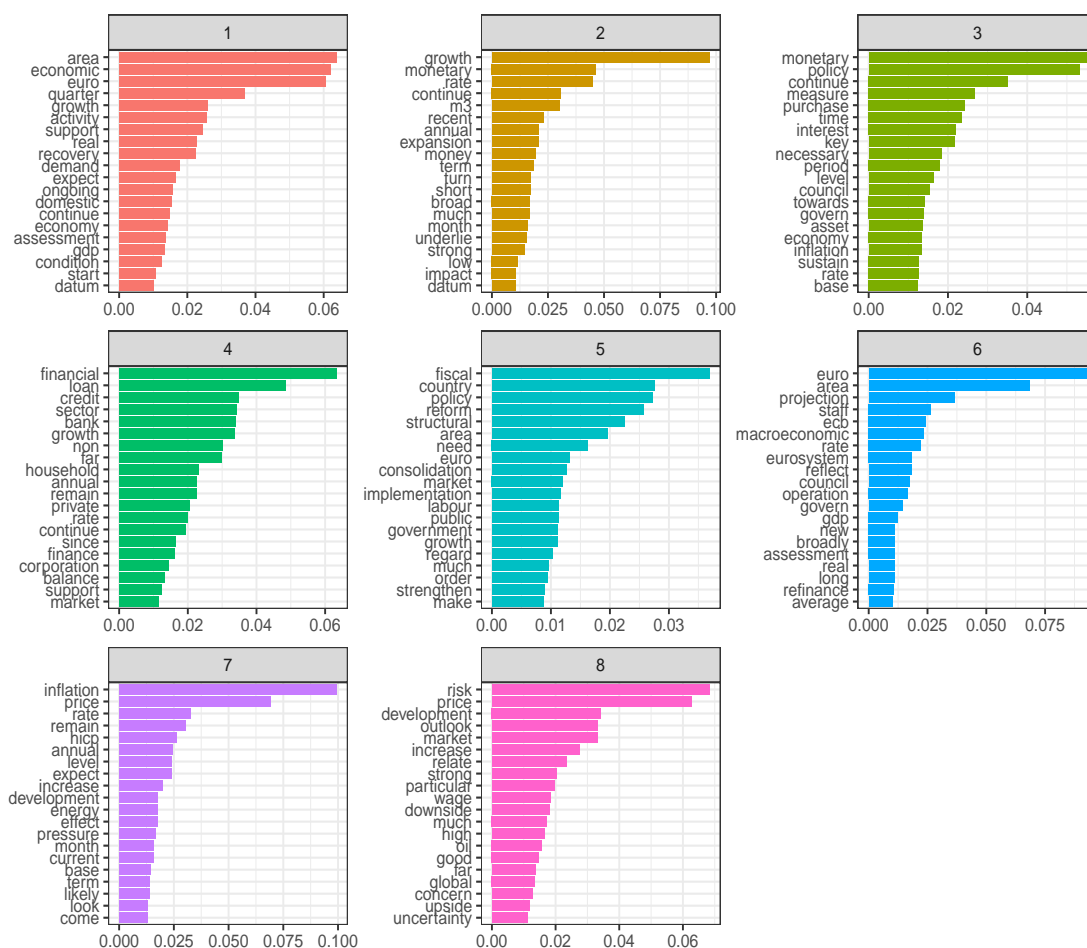 1
area
economic
euro
quarter
growth
activity
support
real
recovery
demand
expect
ongoing
domestic
continue
economy
assessment
gdp
condition
start
datum
0.00 0.02 0.04 0.06
2
growth
monetary
rate
continue
m3
recent
annual
expansion
money
term
turn
short
broad
much
month
underlie
strong
low
impact
datum
0.000 0.025 0.050 0.075 0.100
3
monetary
policy
continue
measure
purchase
time
interest
key
necessary
period
level
council
towards
govern
asset
economy
inflation
sustain
rate
base
0.00 0.02 0.04
4
financial
loan
credit
sector
bank
growth
non
far
household
annual
remain
private
rate
continue
since
finance
corporation
balance
support
market
0.00 0.02 0.04 0.06
5
fiscal
country
policy
reform
structural
area
need
euro
consolidation
market
implementation
labour
public
government
growth
regard
much
order
strengthen
make
0.00 0.01 0.02 0.03
6
euro
area
projection
staff
ecb
macroeconomic
rate
eurosystem
reflect
council
operation
govern
gdp
new
broadly
assessment
real
long
refinance
average
0.000 0.025 0.050 0.075
7
inflation
price
rate
remain
hicp
annual
level
expect
increase
development
energy
effect
pressure
month
current
base
term
likely
look
come
0.000 0.025 0.050 0.075 0.100
8
risk
price
development
outlook
market
increase
relate
strong
particular
wage
downside
much
high
oil
good
far
global
concern
upside
uncertainty
0.00 0.02 0.04 0.06